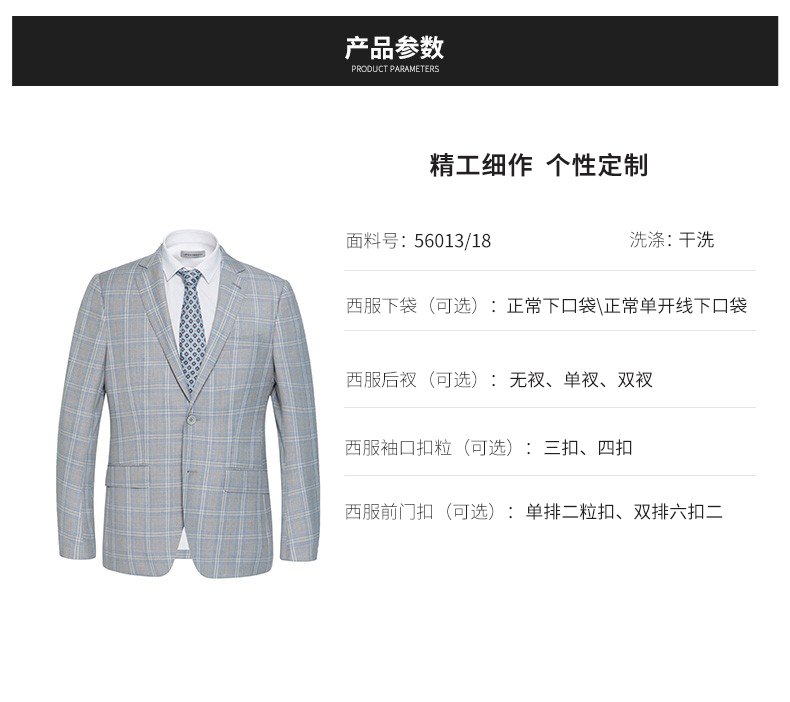 产品参数
PRODUCT PARAMETERS
精工细作 个性定制
面料号：56013/18
洗涤：干洗
西服下袋（可选）：正常下口袋\正常单开线下口袋
西服后衩（可选）：无衩、单衩、双衩
西服袖口扣粒（可选）：三扣、四扣
西服前门扣（可选）：单排二粒扣、双排六扣二